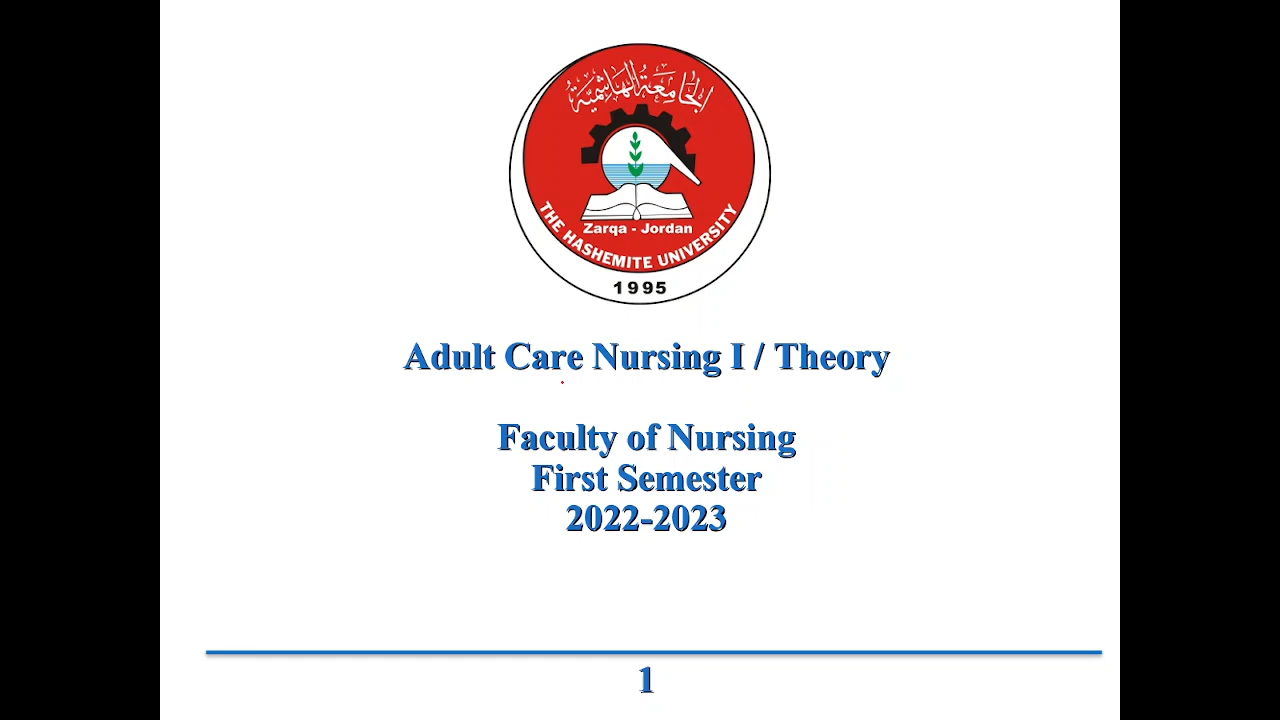 الجامعة الهاشمية
Zarqa - Jordan
THE HASHEMITE UNIVERSITY
1995
Adult Care Nursing I / Theory
Faculty of Nursing
First Semester
2022-2023
1